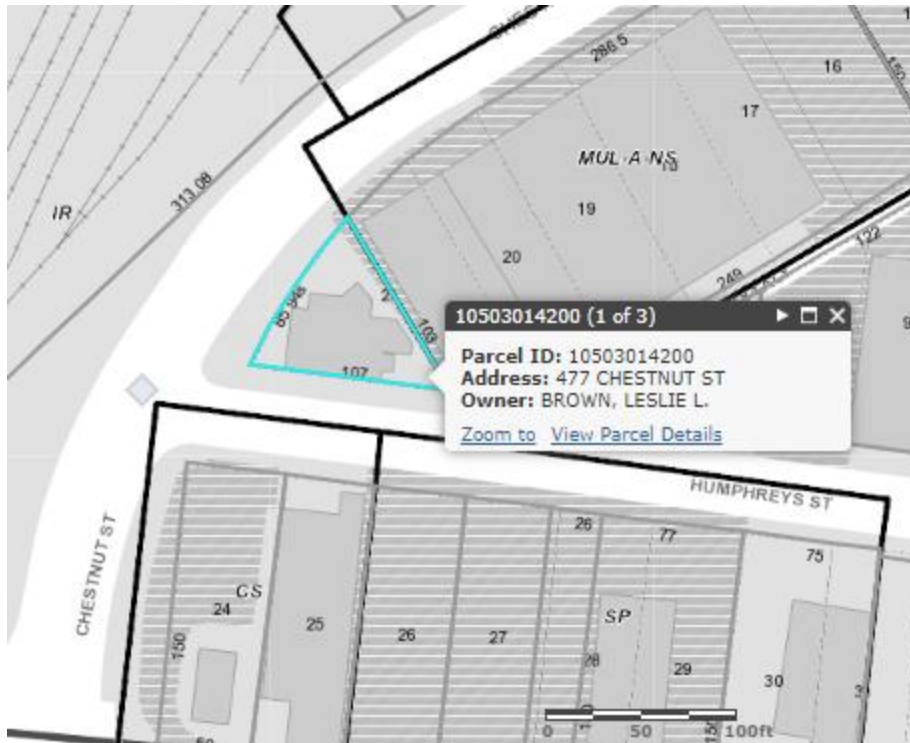 CHEST
286.5
16
150
17
MUL-A-NS
IR
313.08
19
20
122
249
103
107
10503014200 (1 of 3)
Parcel ID: 10503014200
Address: 477 CHESTNUT ST
Owner: BROWN, LESLIE L.
Zoom to View Parcel Details
HUMPHREYS ST
CHESTNUT ST
26
77
75
CS
24
25
SP
26
27
150
28
29
30
0 50 100ft